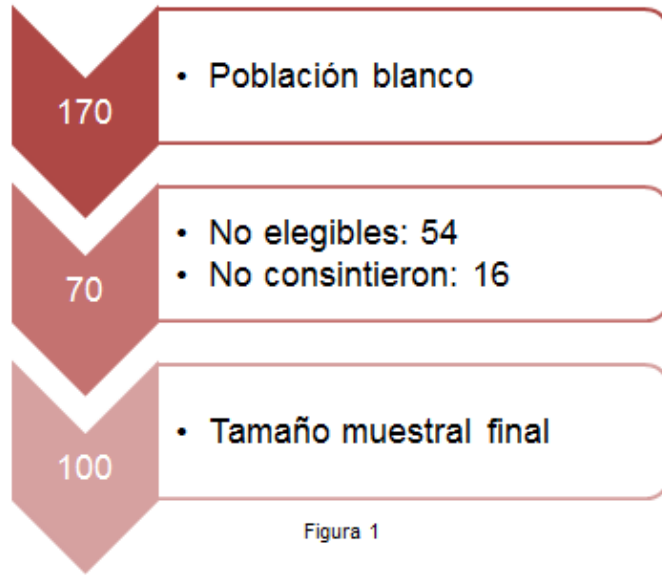 170
• Población blanco
70
• No elegibles: 54
• No consintieron: 16
100
• Tamaño muestral final
Figura 1